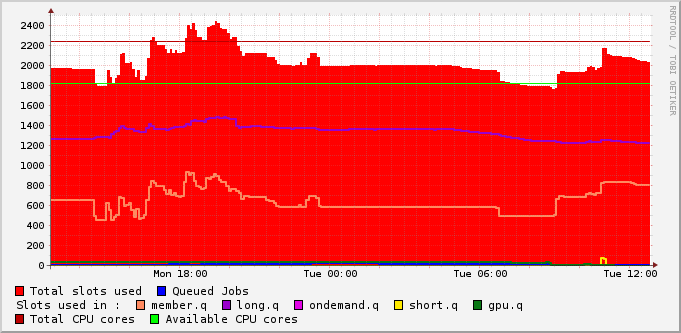 RRDTOOL / TOBI OETIKER
2400
2200
2000
1800
1600
1400
1200
1000
800
600
400
200
0
Mon 18:00 Tue 00:00 Tue 06:00 Tue 12:00
Total slots used Queued Jobs
Slots used in : member.q long.q ondemand.q short.q gpu.q
Total CPU cores Available CPU cores